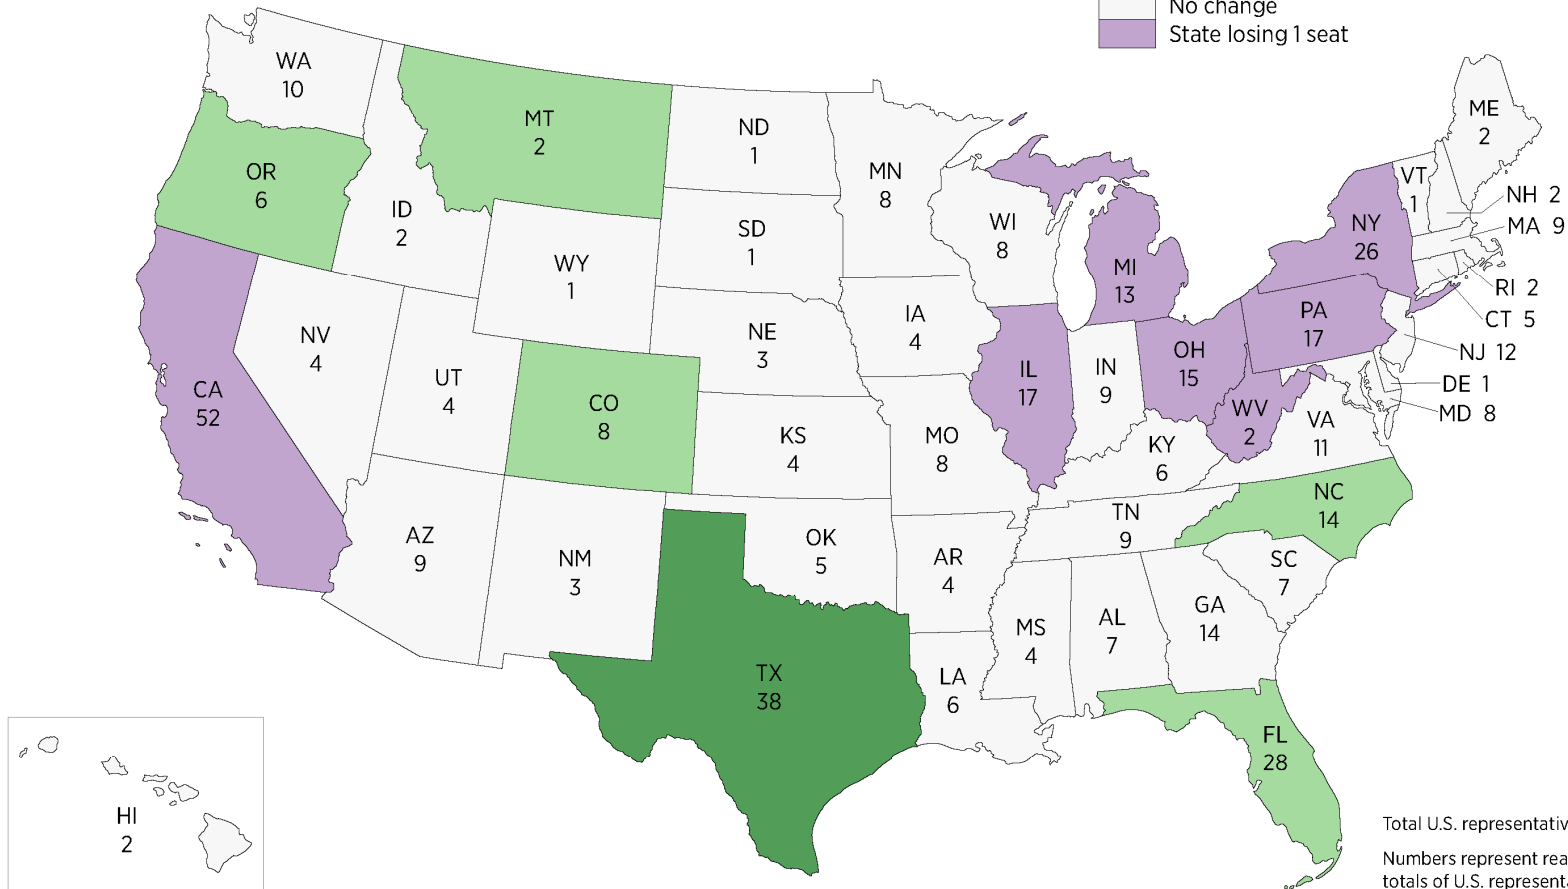 No change
State losing 1 seat
WA
10
MT
2
ND
1
MN
8
ME
2
OR
6
ID
2
SD
1
WI
8
VT
1
NH 2
NY
26
MA 9
WY
1
MI
13
RI 2
CT 5
NV
4
NE
3
IA
4
PA
17
NJ 12
CA
52
UT
4
CO
8
IL
17
IN
9
OH
15
DE 1
MD 8
KS
4
MO
8
KY
6
WV
2
VA
11
AZ
9
NM
3
OK
5
AR
4
TN
9
NC
14
SC
7
TX
38
LA
6
MS
4
AL
7
GA
14
FL
28
HI
2
Total U.S.
Numbers represent
totals of U.S.